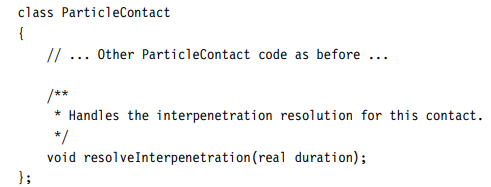 class ParticleContact
{
// ... Other ParticleContact code as before ...
/**
* Handles the interpenetration resolution for this contact.
*/
void resolveInterpenetration(real duration);
};